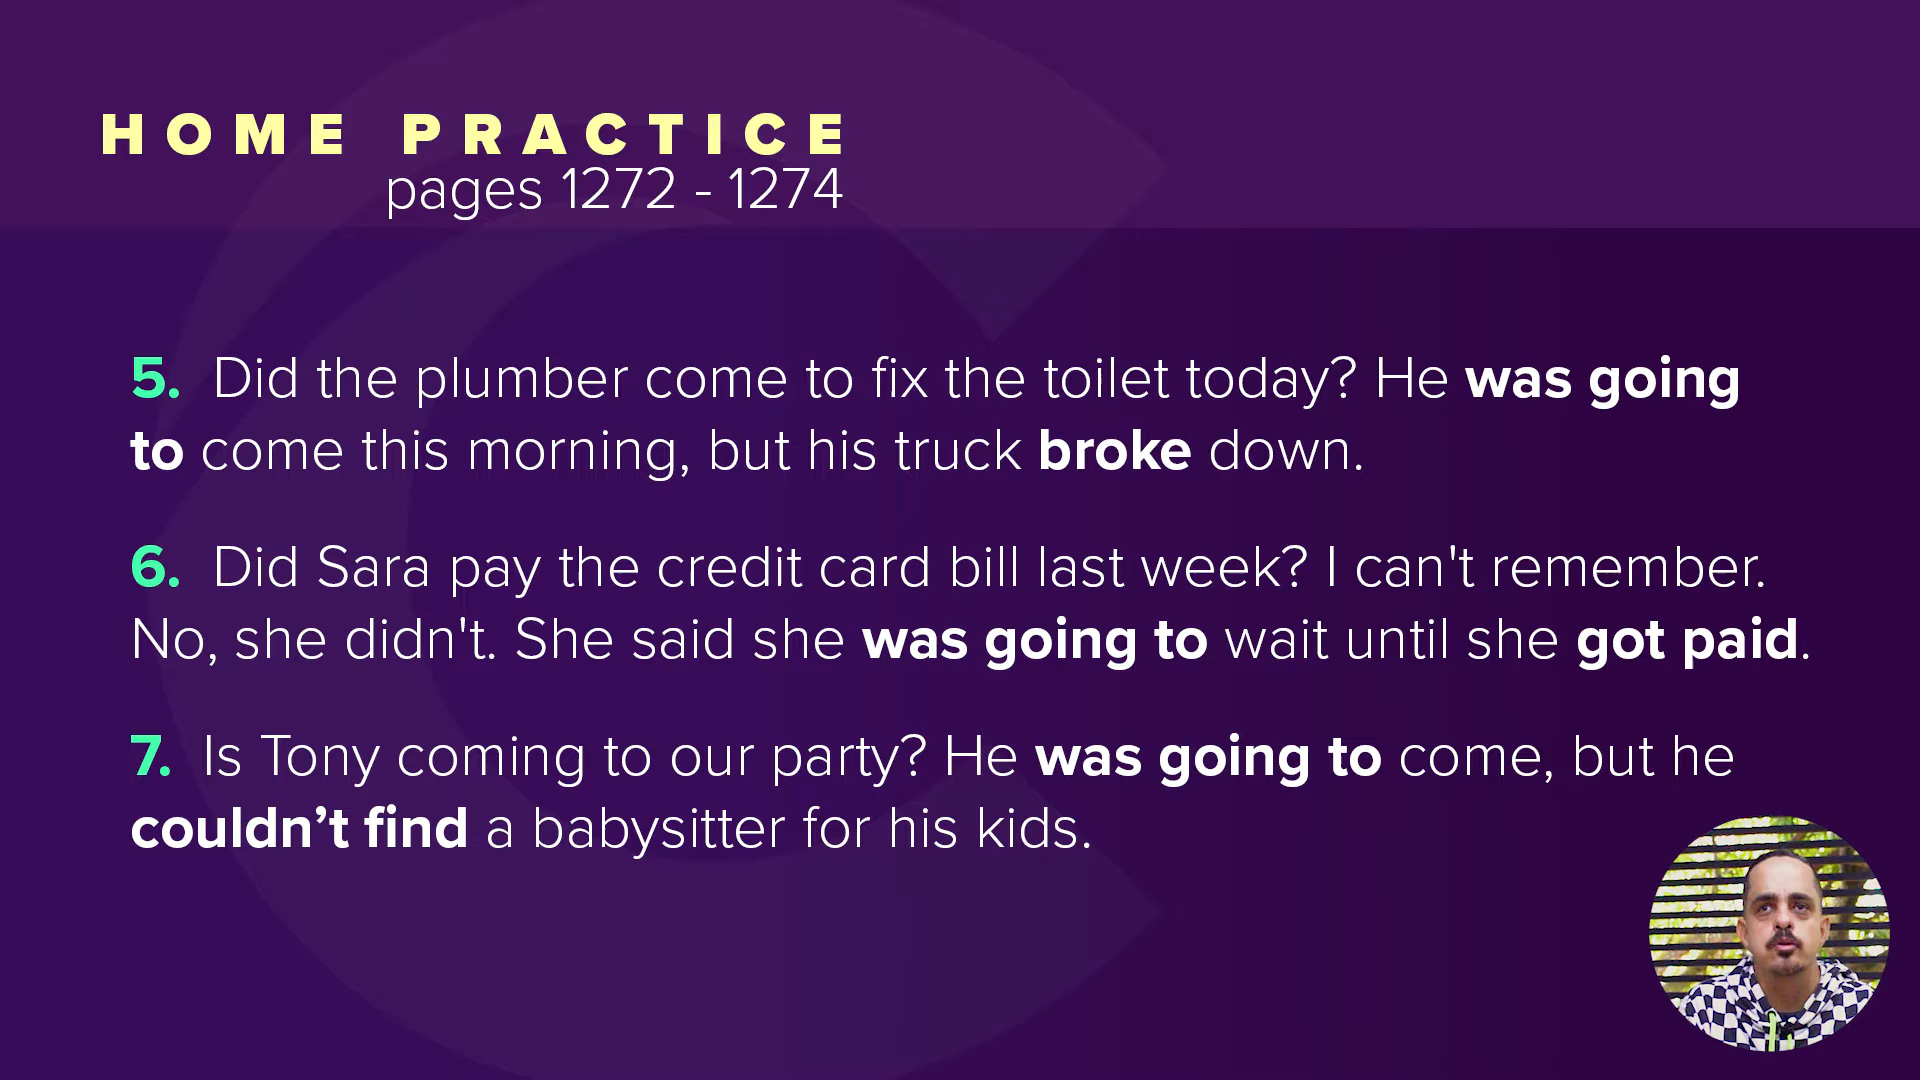 HOME PRACTICE
pages 1272 - 1274
5. Did the plumber come to fix the toilet today? He was going
to come this morning, but his truck broke down.
6. Did Sara pay the credit card bill last week? I can't remember.
No, she didn't. She said she was going to wait until she got paid.
7. Is Tony coming to our party? He was going to come, but he
couldn’t find a babysitter for his kids.